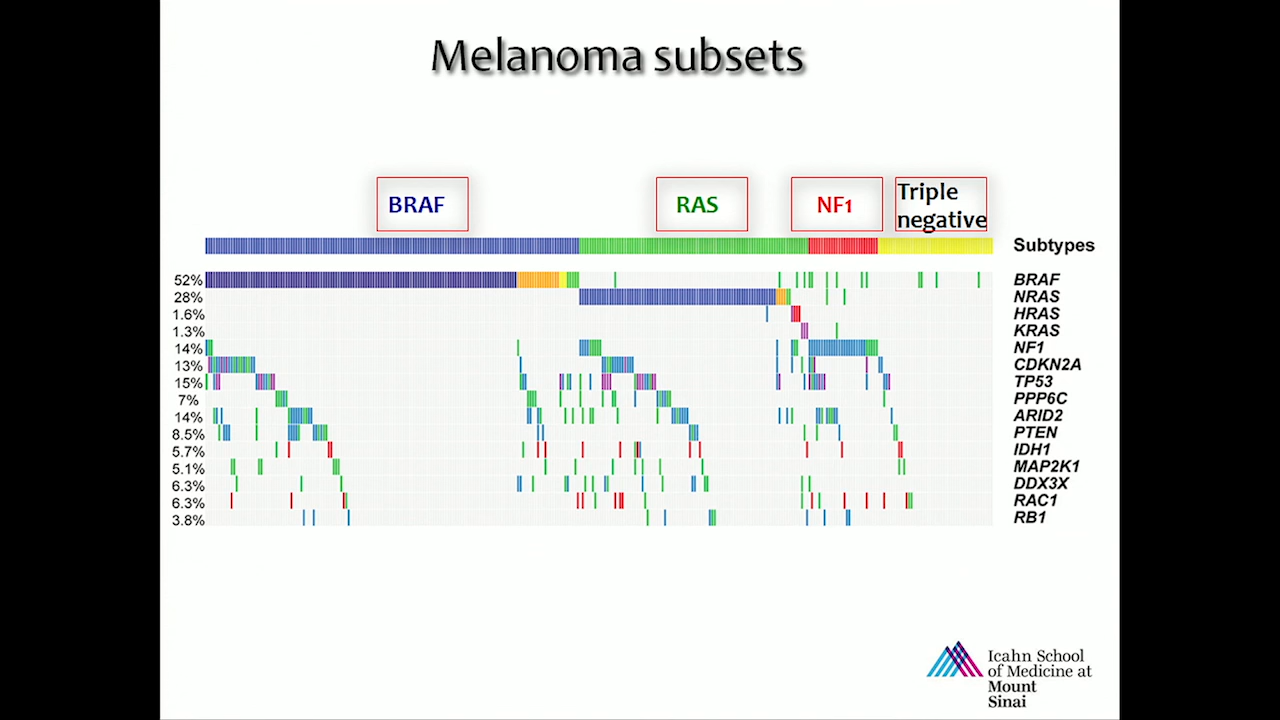 Melanoma subsets
BRAF
RAS
NF1
Triple
negative
Subtypes
52% BRAF
28% NRAS
1.6% HRAS
1.3% KRAS
14% NF1
13% CDKN2A
15% TP53
7% PPP6C
14% ARID2
8.5% PTEN
5.7% IDH1
5.1% MAP2K1
6.3% DDX3X
6.3% RAC1
3.8% RB1
Icahn School
of Medicine at
Mount
Sinai